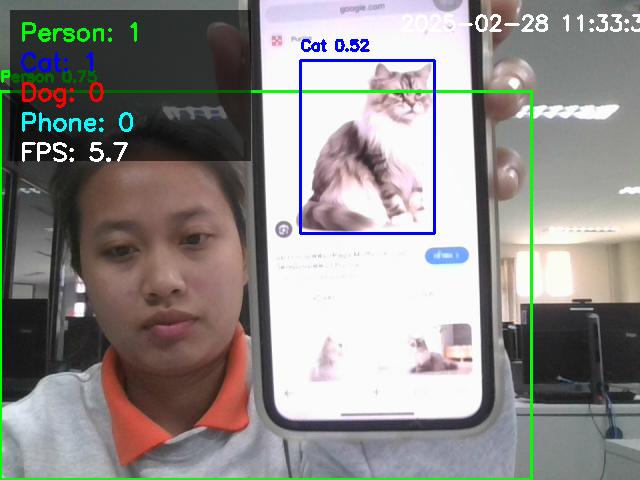 google.com
2025-02-28 11:33:3
Person: 1
Cat 0.52
Cat: 1
Person 0.75
Dog: 0
Phone: 0
FPS: 5.7